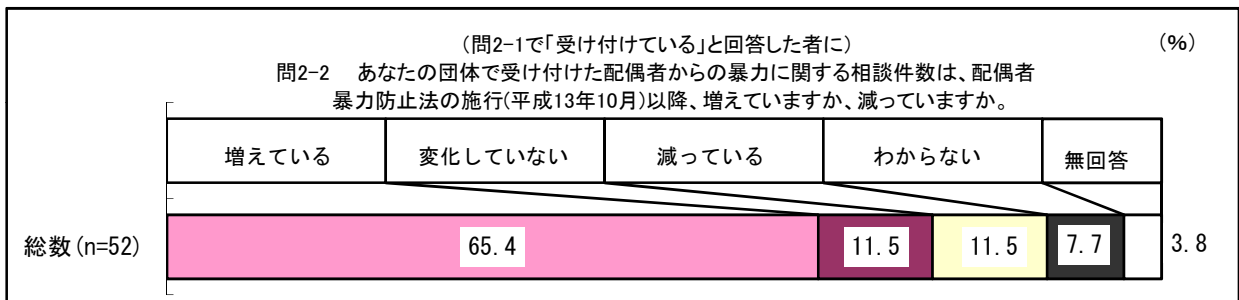 (問2-1で「受け付けている」と回答した者に)
(%)
問2-2　あなたの団体で受け付けた配偶者からの暴力に関する相談件数は、配偶者
暴力防止法の施行(平成13年10月)以降、増えていますか、減っていますか。
増えている 変化していない 減っている わからない 無回答
総数(n=52) 65.4 11.5 11.5 7.7 3.8